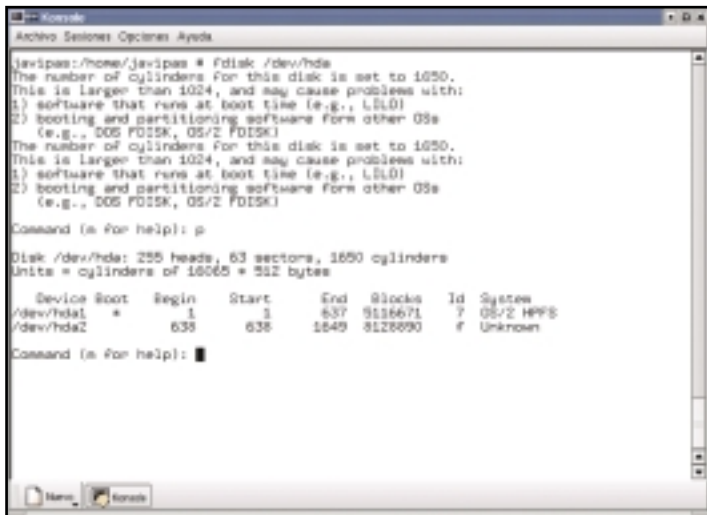 Konsole
Archivo Sesiones Opciones Ayuda
javipas:/home/javipas # fdisk /dev/hda
The number of cylinders for this disk is set to 1650.
This is larger than 1024, and may cause problems with:
1) software that runs at boot time (e.g., LILO)
2) booting and partitioning software form other OSs
(e.g., DOS FDISK, OS/2 FDISK)
The number of cylinders for this disk is set to 1650.
This is larger than 1024, and may cause problems with:
1) software that runs at boot time (e.g., LILO)
2) booting and partitioning software form other OSs
(e.g., DOS FDISK, OS/2 FDISK)
Command (m for help): p
Disk /dev/hda: 255 heads, 63 sectors, 1650 cylinders
Units = cylinders of 16065 * 512 bytes
Device Boot Begin Start End Blocks Id System
/dev/hda1 * 1 1 637 5116671 7 OS/2 HPFS
/dev/hda2 638 638 1649 8128890 f Unknown
Command (m for help):
Nuevo Konsole